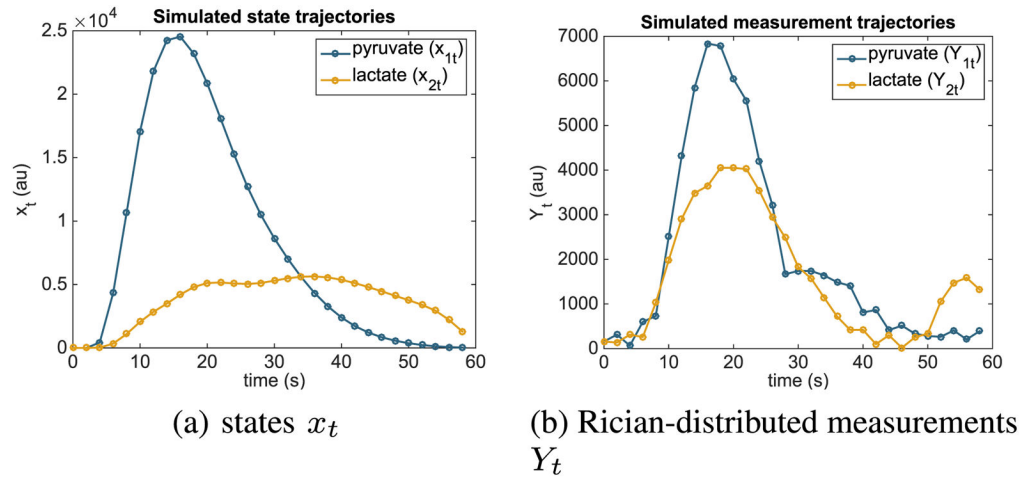 Simulated state trajectories
×10⁴
2.5
2
1.5
1
0.5
0
x_t (au)
pyruvate (x_1t)
lactate (x_2t)
0 10 20 30 40 50 60
time (s)
(a) states x_t
Simulated measurement trajectories
7000
6000
5000
4000
3000
2000
1000
0
Y_t (au)
pyruvate (Y_1t)
lactate (Y_2t)
0 10 20 30 40 50 60
time (s)
(b) Rician-distributed measurements
Y_t